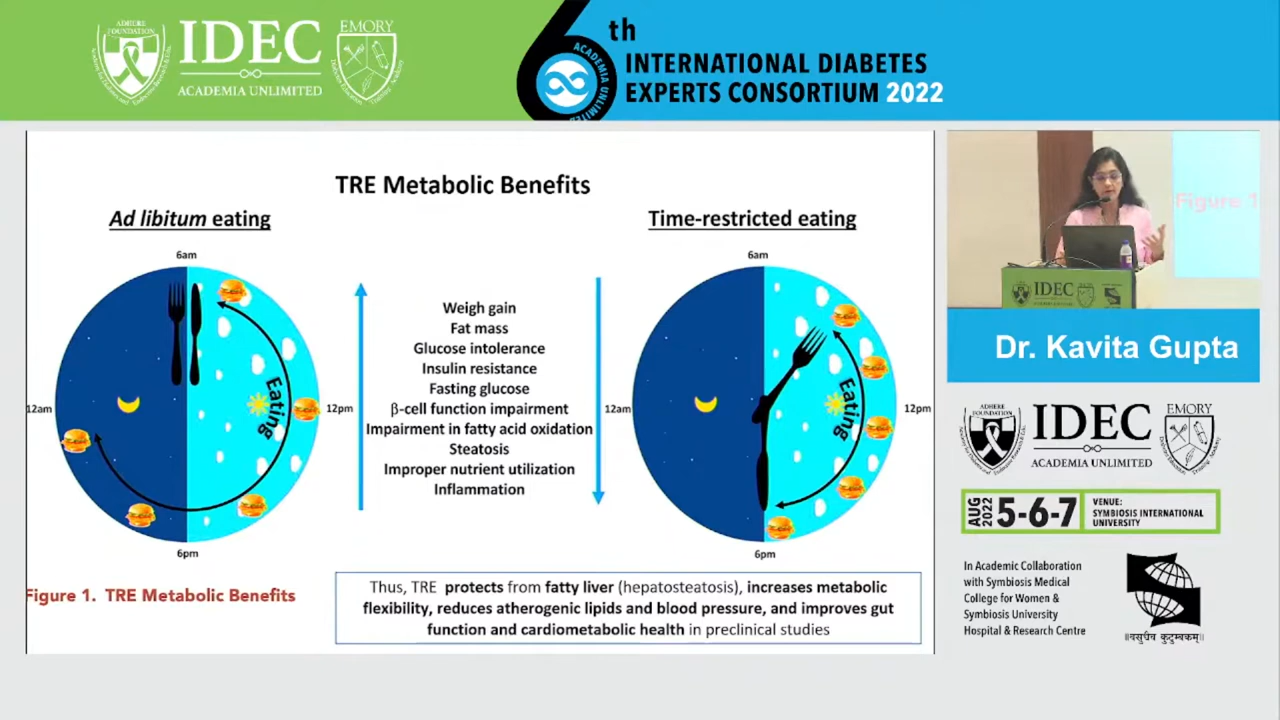 ADHERE
FOUNDATION
IDEC
ACADEMIA UNLIMITED
EMORY
6th
ACADEMIA UNLIMITED
INTERNATIONAL DIABETES
EXPERTS CONSORTIUM 2022
TRE Metabolic Benefits
Ad libitum eating
6am
12am
12pm
6pm
Eating
Weigh gain
Fat mass
Glucose intolerance
Insulin resistance
Fasting glucose
β-cell function impairment
Impairment in fatty acid oxidation
Steatosis
Improper nutrient utilization
Inflammation
Time-restricted eating
6am
12am
12pm
6pm
Eating
Figure 1. TRE Metabolic Benefits
Thus, TRE protects from fatty liver (hepatosteatosis), increases metabolic
flexibility, reduces atherogenic lipids and blood pressure, and improves gut
function and cardiometabolic health in preclinical studies
Figure 1
IDEC
Dr. Kavita Gupta
ADHERE
FOUNDATION
IDEC
ACADEMIA UNLIMITED
EMORY
AUG 2022
5-6-7
VENUE:
SYMBIOSIS INTERNATIONAL
UNIVERSITY
In Academic Collaboration
with Symbiosis Medical
College for Women &
Symbiosis University
Hospital & Research Centre
॥वसुधैव कुटुम्बकम्॥